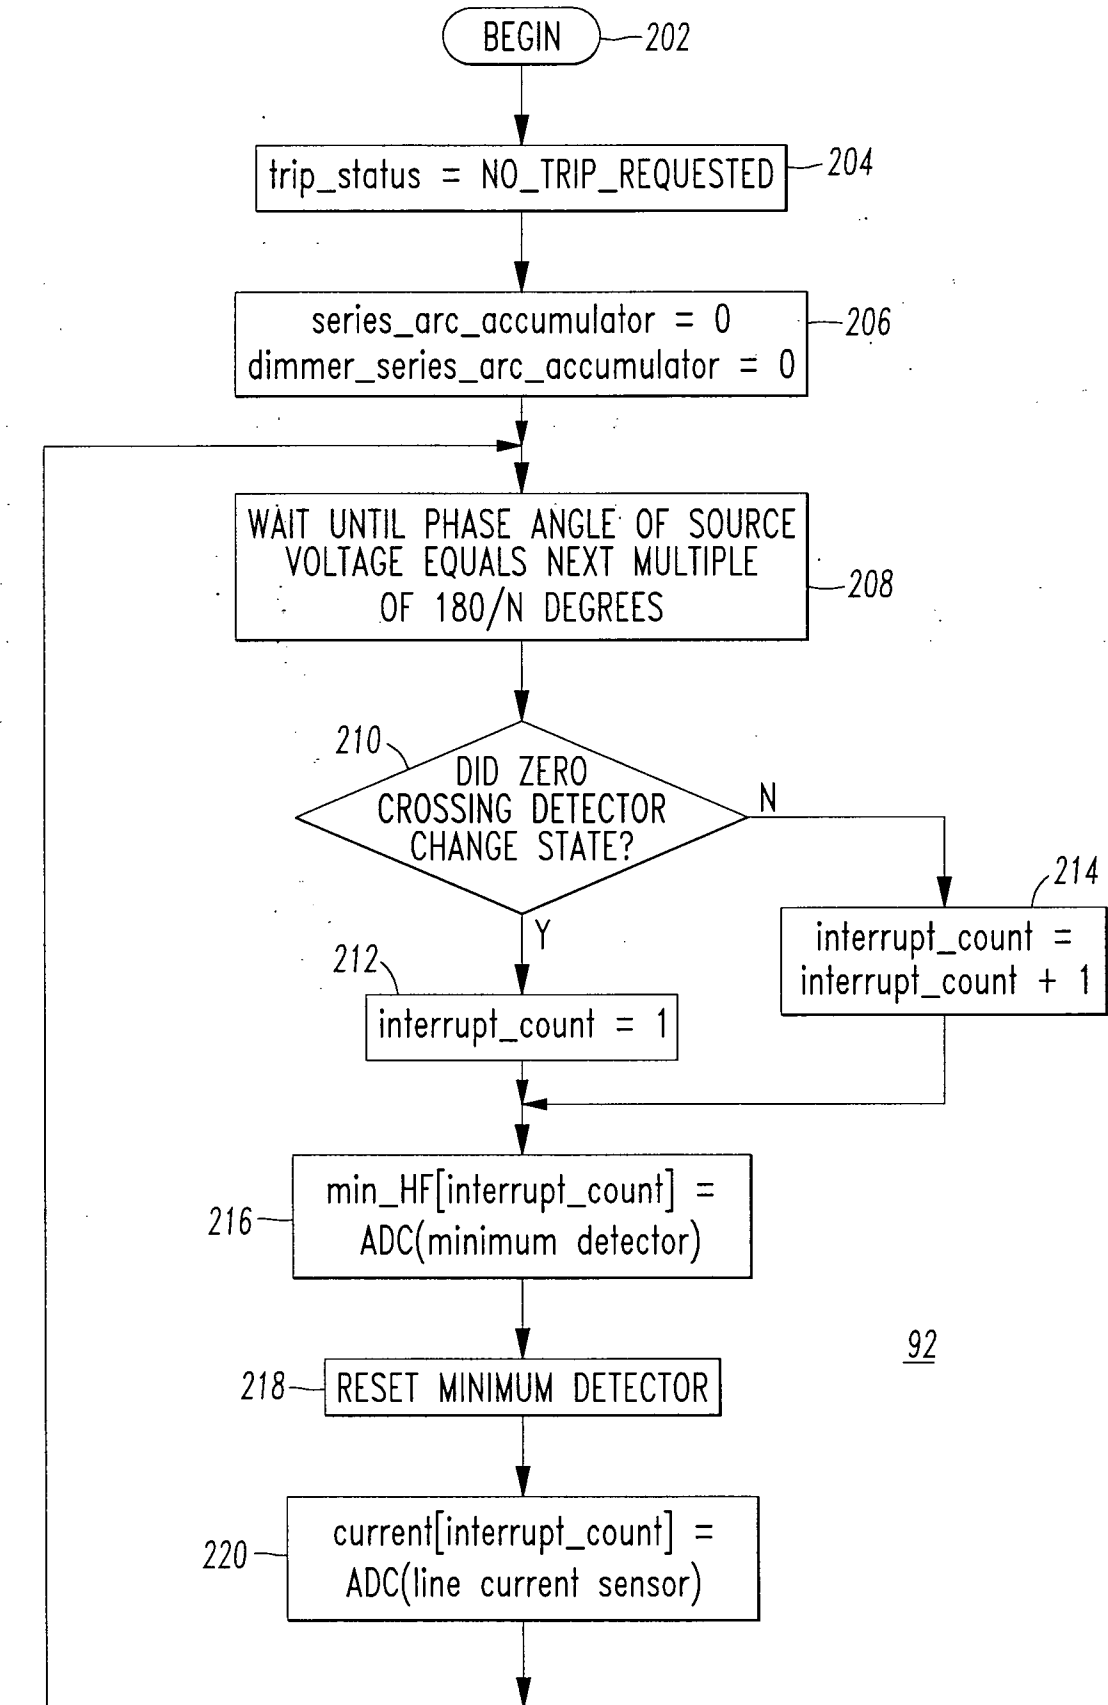 BEGIN
202
trip_status = NO_TRIP_REQUESTED
204
series_arc_accumulator = 0
dimmer_series_arc_accumulator = 0
206
WAIT UNTIL PHASE ANGLE OF SOURCE
VOLTAGE EQUALS NEXT MULTIPLE
OF 180/N DEGREES
208
210
DID ZERO
CROSSING DETECTOR
CHANGE STATE?
N
Y
214
interrupt_count =
interrupt_count + 1
212
interrupt_count = 1
216
min_HF[interrupt_count] =
ADC(minimum detector)
92
218
RESET MINIMUM DETECTOR
220
current[interrupt_count] =
ADC(line current sensor)